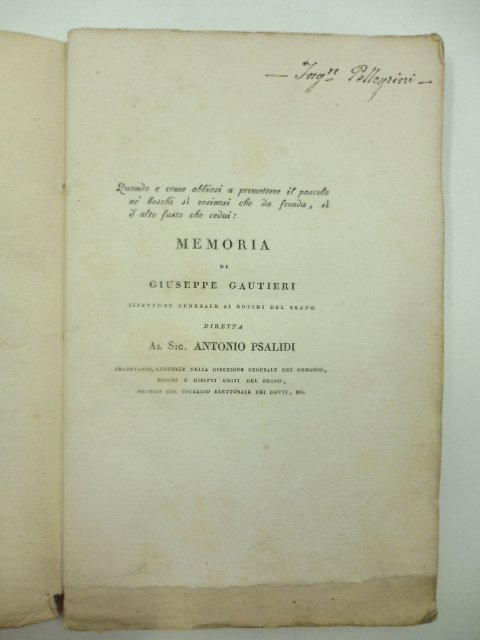 — Ing.re Pellegrini —
Quando e come abbiasi a permettere il pascolo
ne' boschi sì resinosi che da fronda, sì
d'alto fusto che cedui:
MEMORIA
DI
GIUSEPPE GAUTIERI
ISPETTORE GENERALE AI BOSCHI DEL REGNO
DIRETTA
AL SIG. ANTONIO PSALIDI
SEGRETARIO CENTRALE DELLA DIREZIONE GENERALE DEL DEMANIO,
BOSCHI E DIRITTI UNITI DEL REGNO,
MEMBRO DEL COLLEGIO ELETTORALE DEI DOTTI, EC.